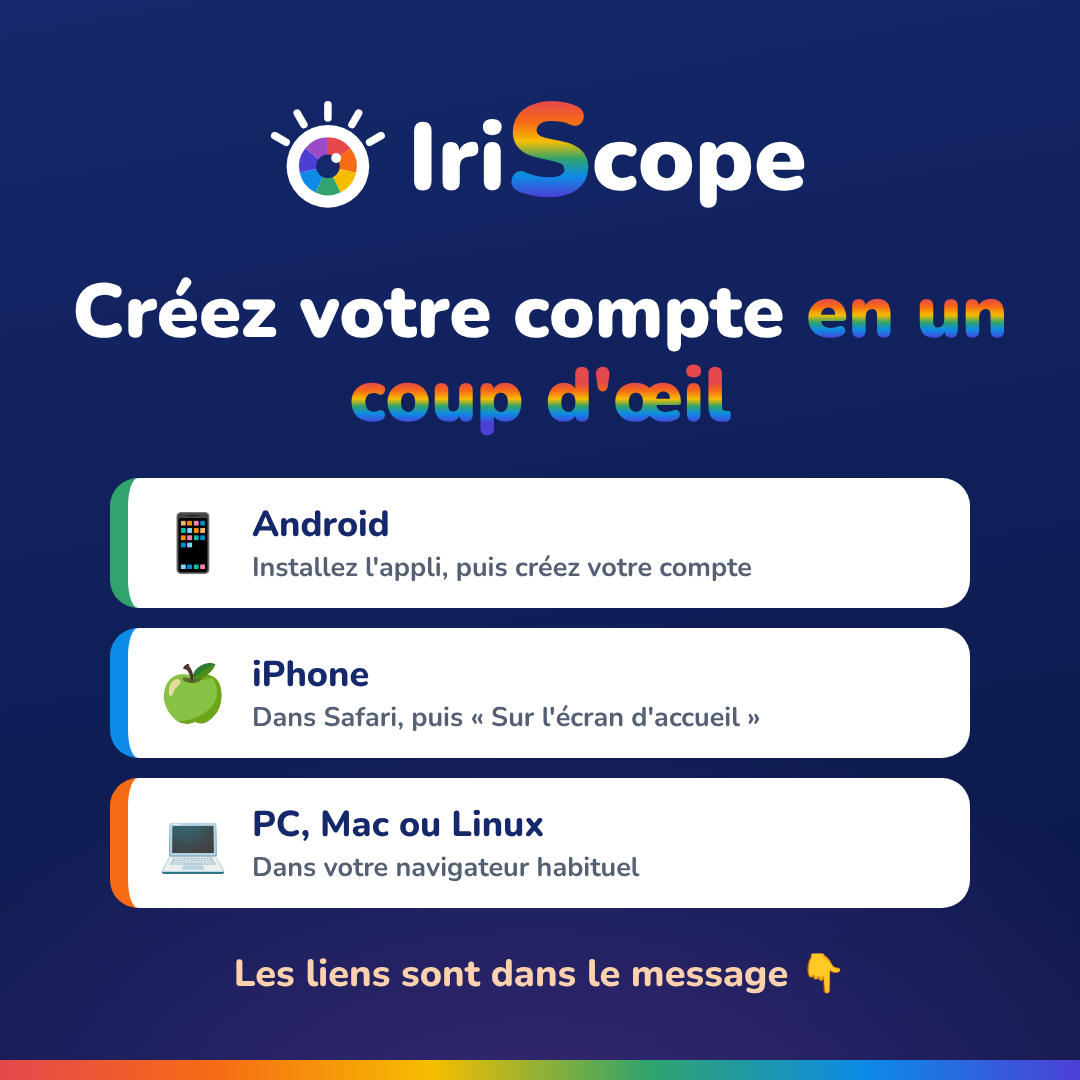 IriScope
Créez votre compte en un
coup d'œil
Android
Installez l'appli, puis créez votre compte
iPhone
Dans Safari, puis « Sur l'écran d'accueil »
PC, Mac ou Linux
Dans votre navigateur habituel
Les liens sont dans le message 👇